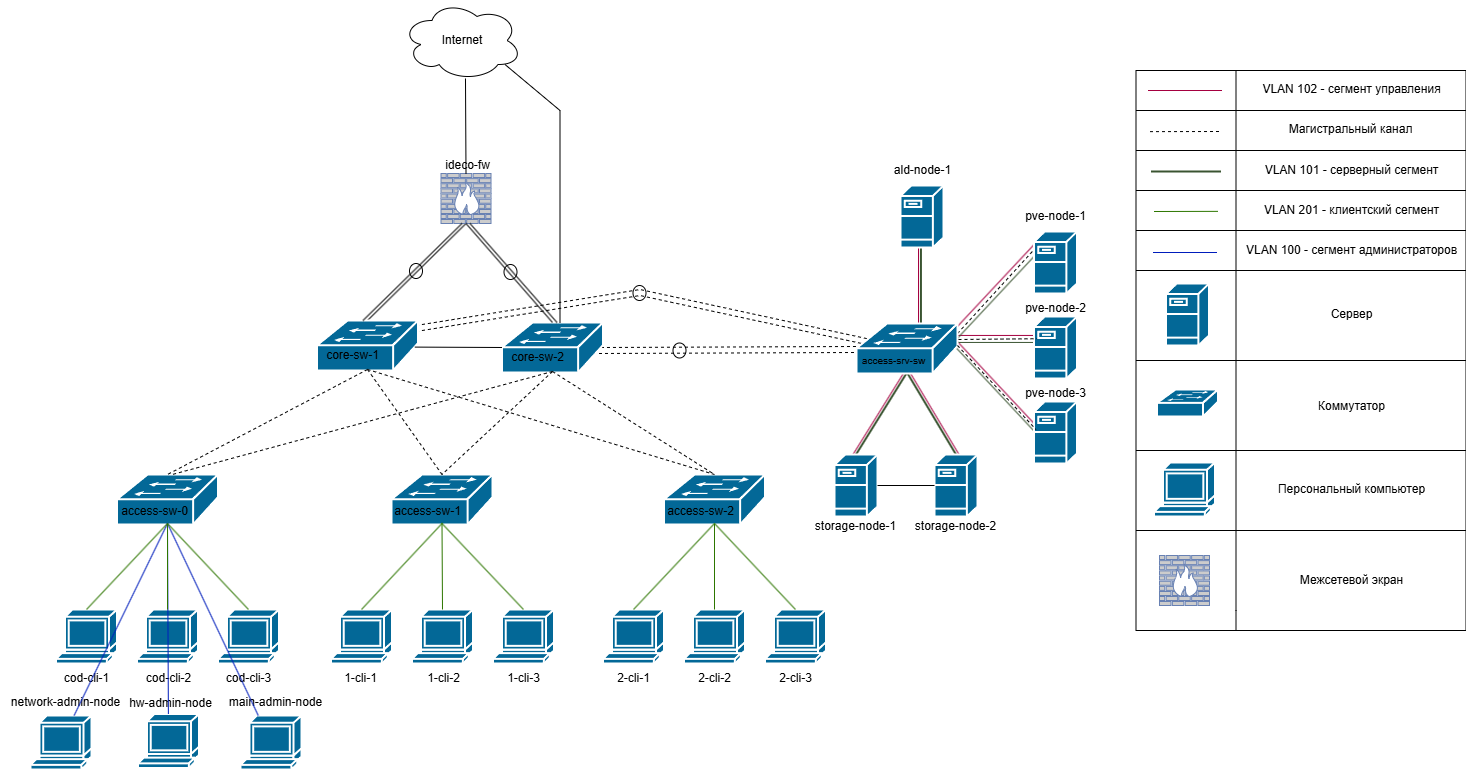 Internet
ideco-fw
core-sw-1
core-sw-2
ald-node-1
pve-node-1
pve-node-2
pve-node-3
access-srv-sw
storage-node-1
storage-node-2
access-sw-0
access-sw-1
access-sw-2
cod-cli-1
cod-cli-2
cod-cli-3
1-cli-1
1-cli-2
1-cli-3
2-cli-1
2-cli-2
2-cli-3
network-admin-node
hw-admin-node
main-admin-node
VLAN 102 - сегмент управления
Магистральный канал
VLAN 101 - серверный сегмент
VLAN 201 - клиентский сегмент
VLAN 100 - сегмент администраторов
Сервер
Коммутатор
Персональный компьютер
Межсетевой экран